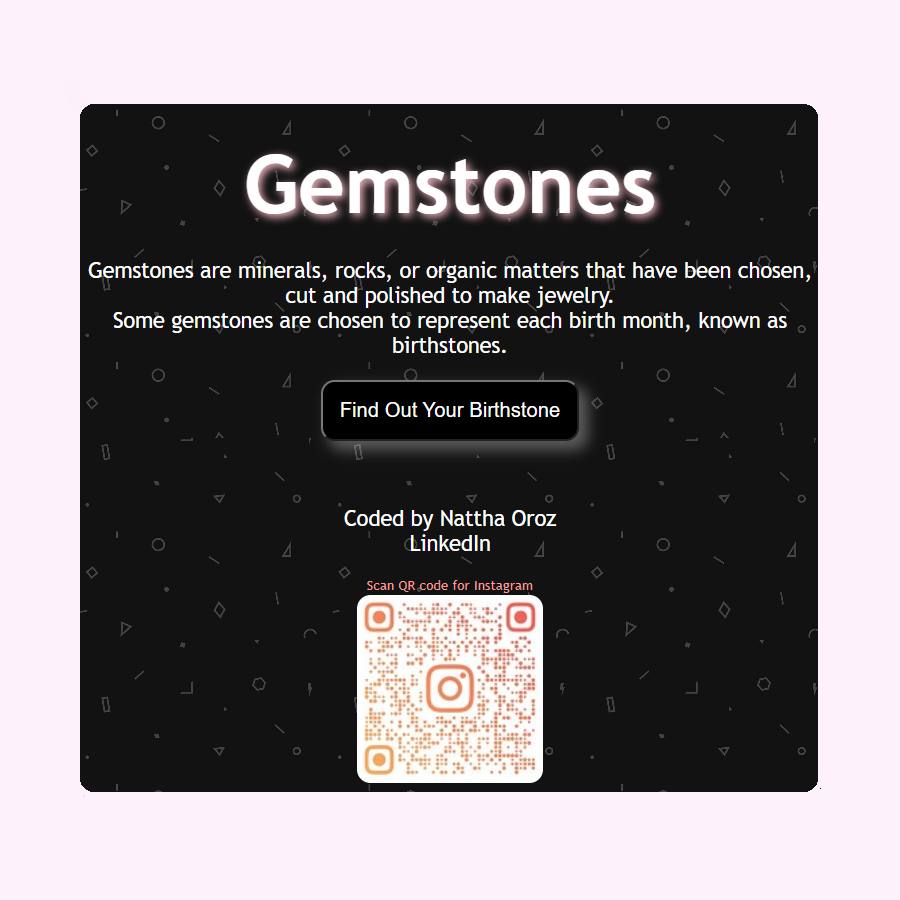 Gemstones
Gemstones are minerals, rocks, or organic matters that have been chosen,
cut and polished to make jewelry.
Some gemstones are chosen to represent each birth month, known as
birthstones.
Find Out Your Birthstone
Coded by Nattha Oroz
LinkedIn
Scan QR code for Instagram